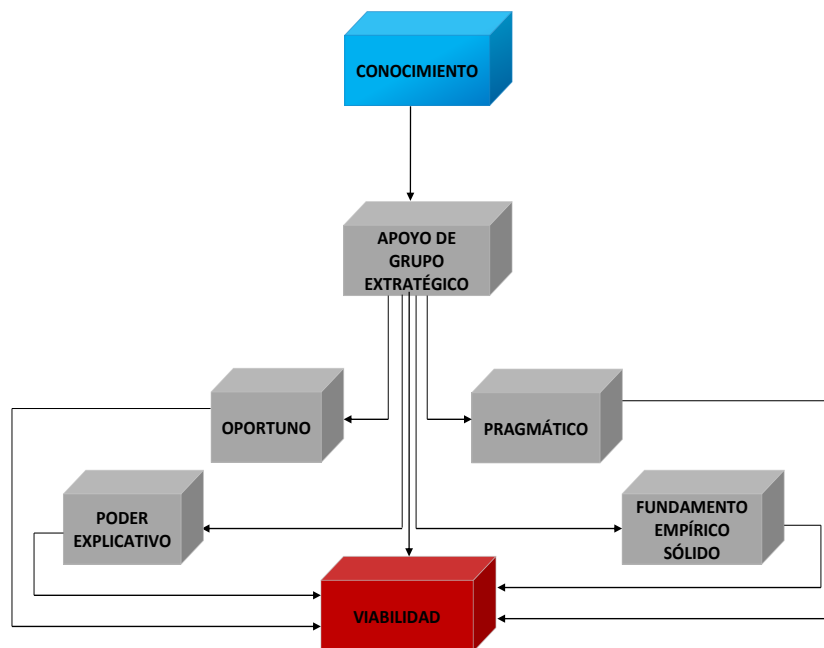 CONOCIMIENTO
APOYO DE
GRUPO
EXTRATÉGICO
OPORTUNO
PRAGMÁTICO
PODER
EXPLICATIVO
FUNDAMENTO
EMPÍRICO
SÓLIDO
VIABILIDAD